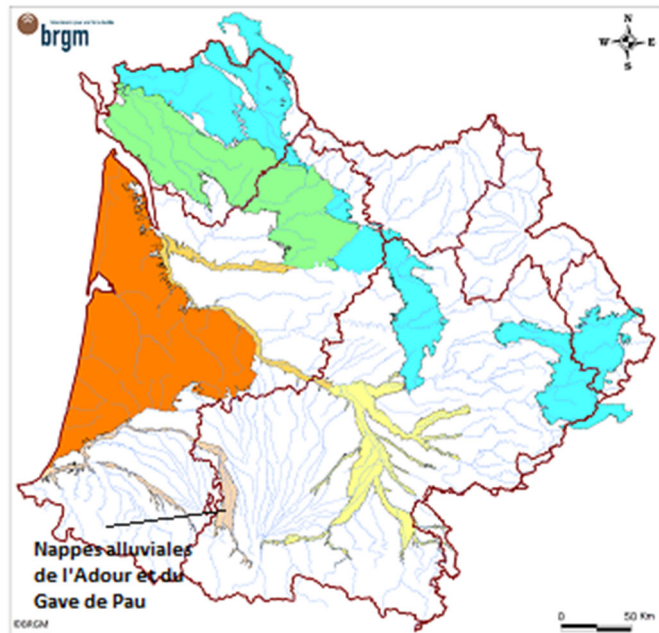 brgm
N
W E
S
Nappes alluviales
de l'Adour et du
Gave de Pau
©BRGM
0 50 Km